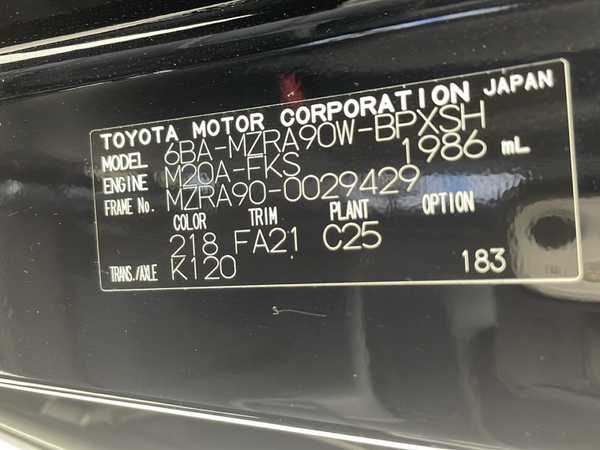 TOYOTA MOTOR CORPORATION JAPAN
MODEL 6BA-MZRA90W-BPXSH
ENGINE M20A-FKS 1986 mL
FRAME No. MZRA90-0029429
COLOR TRIM PLANT OPTION
218 FA21 C25
TRANS./AXLE K120 183